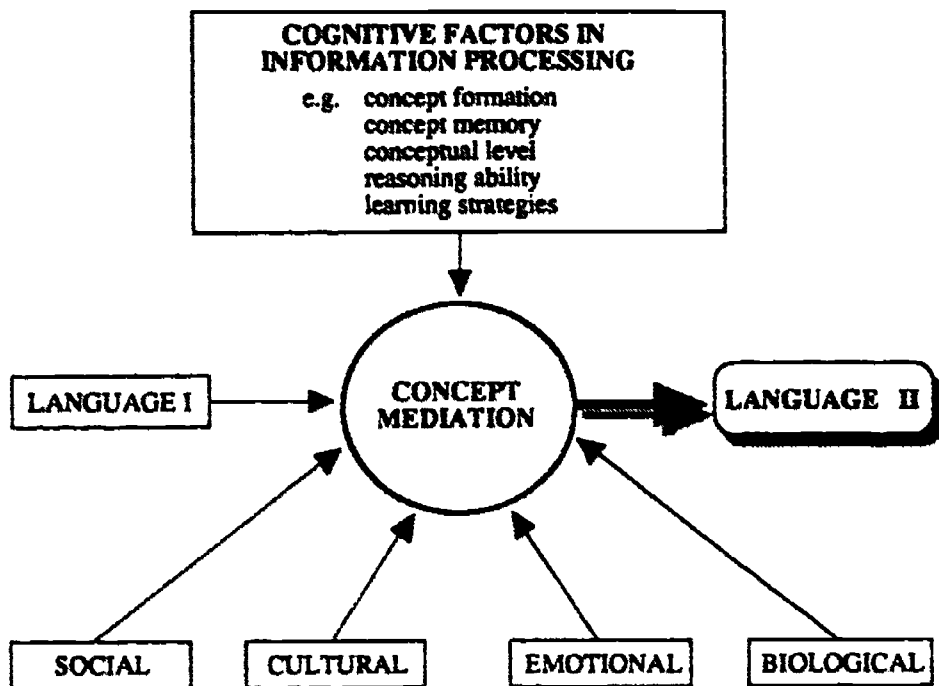 COGNITIVE FACTORS IN
INFORMATION PROCESSING
e.g. concept formation
concept memory
conceptual level
reasoning ability
learning strategies
LANGUAGE I
CONCEPT
MEDIATION
LANGUAGE II
SOCIAL
CULTURAL
EMOTIONAL
BIOLOGICAL